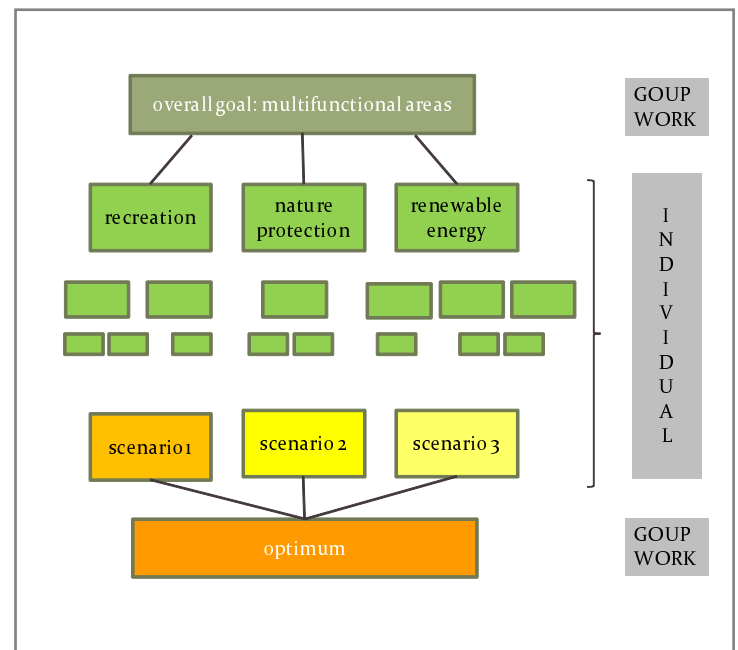 overall goal: multifunctional areas
GOUP
WORK
recreation
nature
protection
renewable
energy
I
N
D
I
V
I
D
U
A
L
scenario 1
scenario 2
scenario 3
optimum
GOUP
WORK